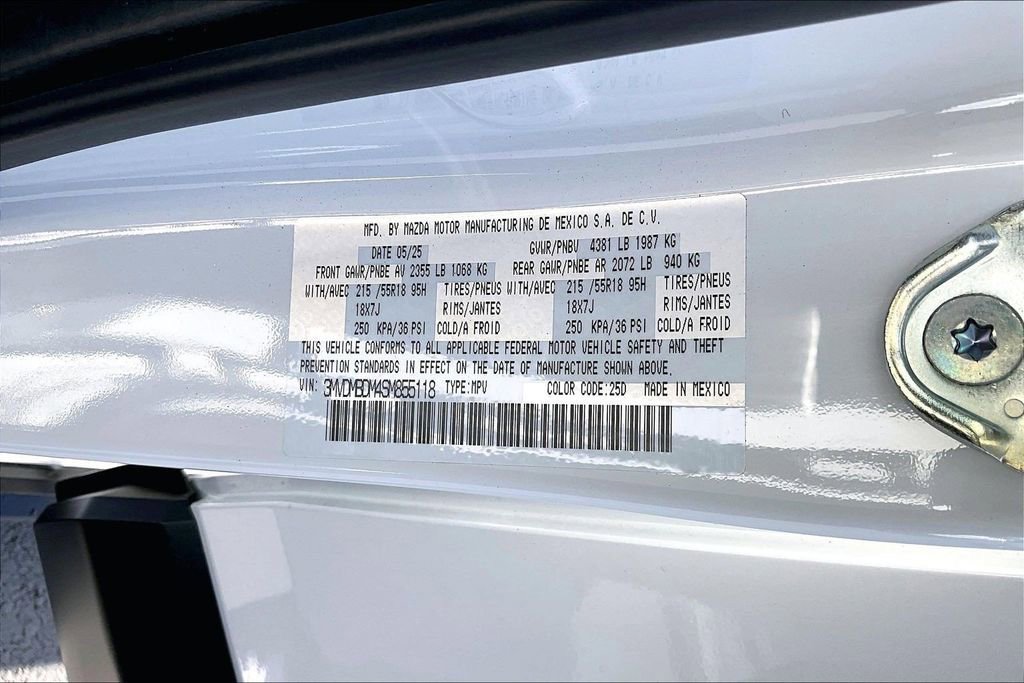 MFD. BY MAZDA MOTOR MANUFACTURING DE MEXICO S.A. DE C.V.
DATE 05/25 GVWR/PNBV 4381 LB 1987 KG
FRONT GAWR/PNBE AV 2355 LB 1068 KG REAR GAWR/PNBE AR 2072 LB 940 KG
WITH/AVEC 215 /55R18 95H TIRES/PNEUS WITH/AVEC 215 /55R18 95H TIRES/PNEUS
18X7J RIMS/JANTES 18X7J RIMS/JANTES
250 KPA/36 PSI COLD/A FROID 250 KPA/36 PSI COLD/A FROID
THIS VEHICLE CONFORMS TO ALL APPLICABLE FEDERAL MOTOR VEHICLE SAFETY AND THEFT
PREVENTION STANDARDS IN EFFECT ON THE DATE OF MANUFACTURE SHOWN ABOVE.
VIN: 3MVDMBDM4SM855118 TYPE:MPV COLOR CODE:25D MADE IN MEXICO